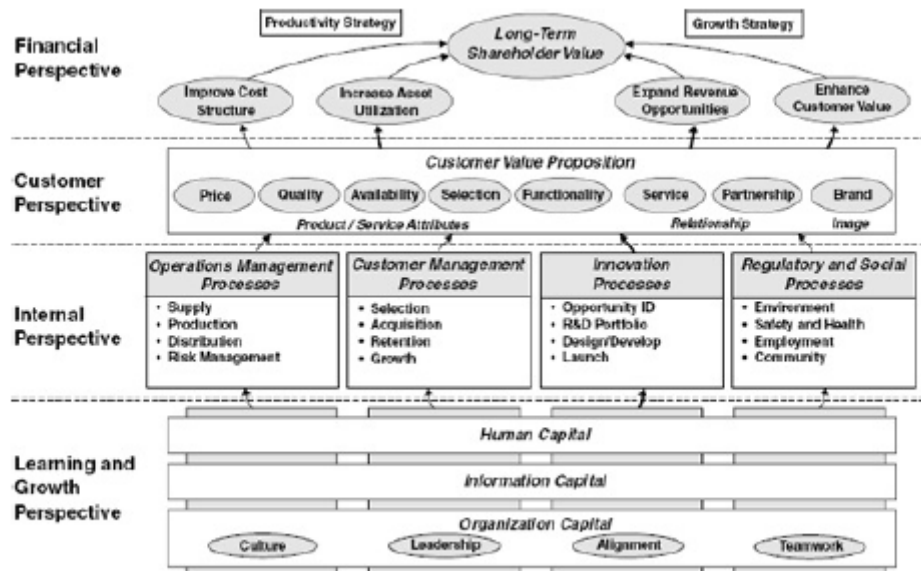 Productivity Strategy
Growth Strategy
Financial
Perspective
Long-Term
Shareholder Value
Improve Cost
Structure
Increase Asset
Utilization
Expand Revenue
Opportunities
Enhance
Customer Value
Customer
Perspective
Customer Value Proposition
Price
Quality
Availability
Selection
Functionality
Service
Partnership
Brand
Product / Service Attributes
Relationship
Image
Internal
Perspective
Operations Management
Processes
• Supply
• Production
• Distribution
• Risk Management
Customer Management
Processes
• Selection
• Acquisition
• Retention
• Growth
Innovation
Processes
• Opportunity ID
• R&D Portfolio
• Design/Develop
• Launch
Regulatory and Social
Processes
• Environment
• Safety and Health
• Employment
• Community
Learning and
Growth
Perspective
Human Capital
Information Capital
Organization Capital
Culture
Leadership
Alignment
Teamwork